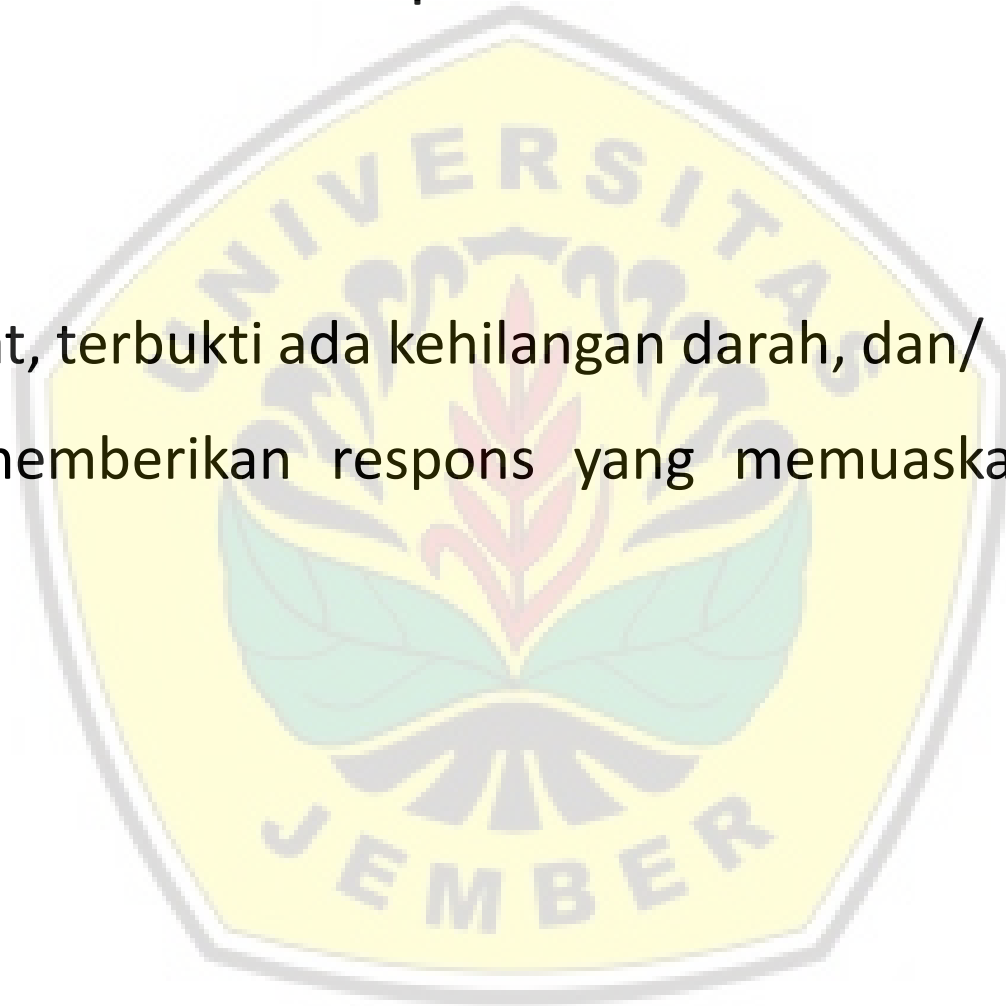 UNIVERSITAS
t, terbukti ada kehilangan darah, dan/
memberikan respons yang memuaska
JEMBER